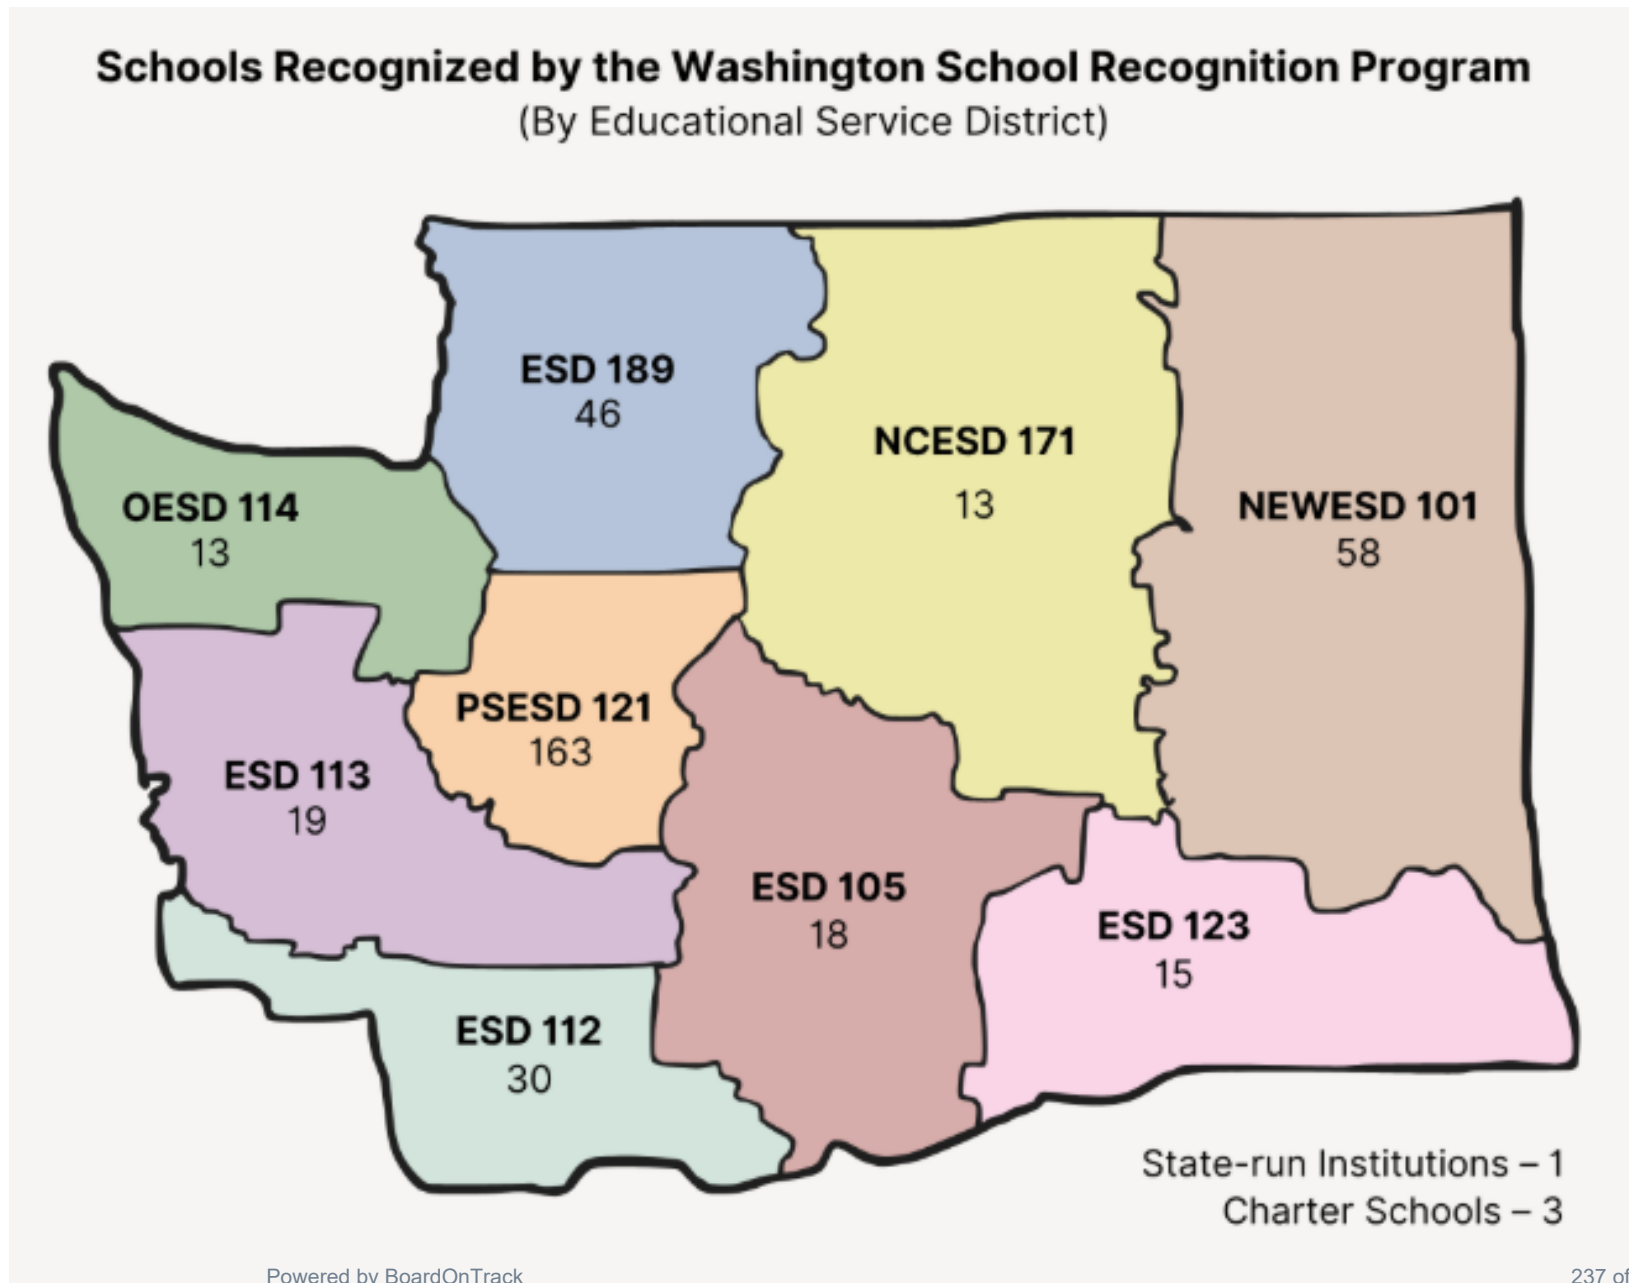 Schools Recognized by the Washington School Recognition Program
(By Educational Service District)
ESD 189
46
NCESD 171
13
OESD 114
13
NEWESD 101
58
PSESD 121
163
ESD 113
19
ESD 105
18
ESD 123
15
ESD 112
30
State-run Institutions – 1
Charter Schools – 3
Powered by BoardOnTrack
237 of